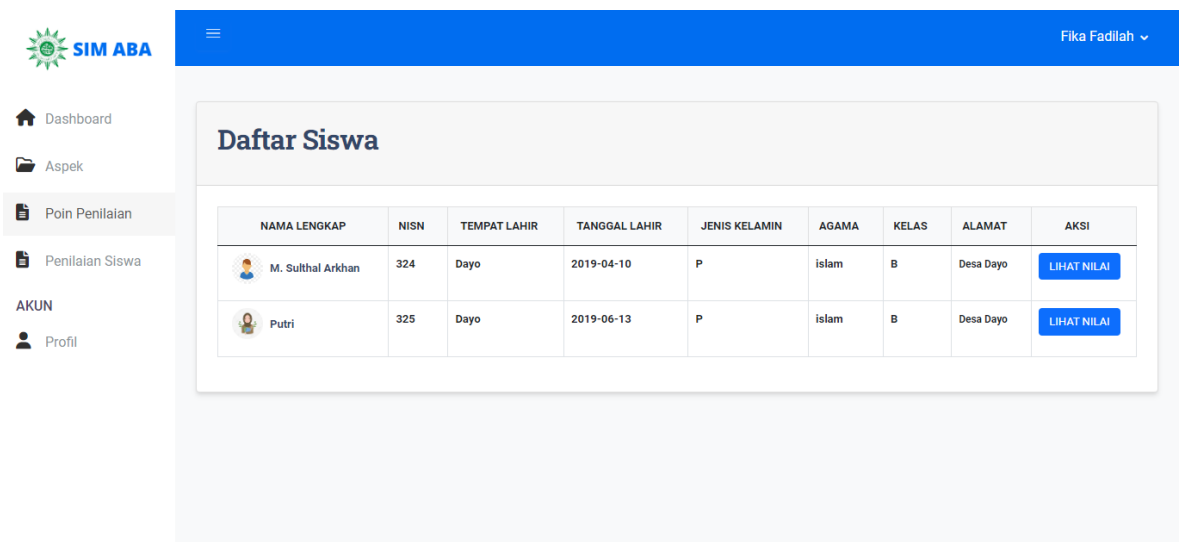 SIM ABA
Fika Fadilah
Dashboard
Aspek
Poin Penilaian
Penilaian Siswa
AKUN
Profil
Daftar Siswa
NAMA LENGKAP NISN TEMPAT LAHIR TANGGAL LAHIR JENIS KELAMIN AGAMA KELAS ALAMAT AKSI
M. Sulthal Arkhan 324 Dayo 2019-04-10 P islam B Desa Dayo LIHAT NILAI
Putri 325 Dayo 2019-06-13 P islam B Desa Dayo LIHAT NILAI